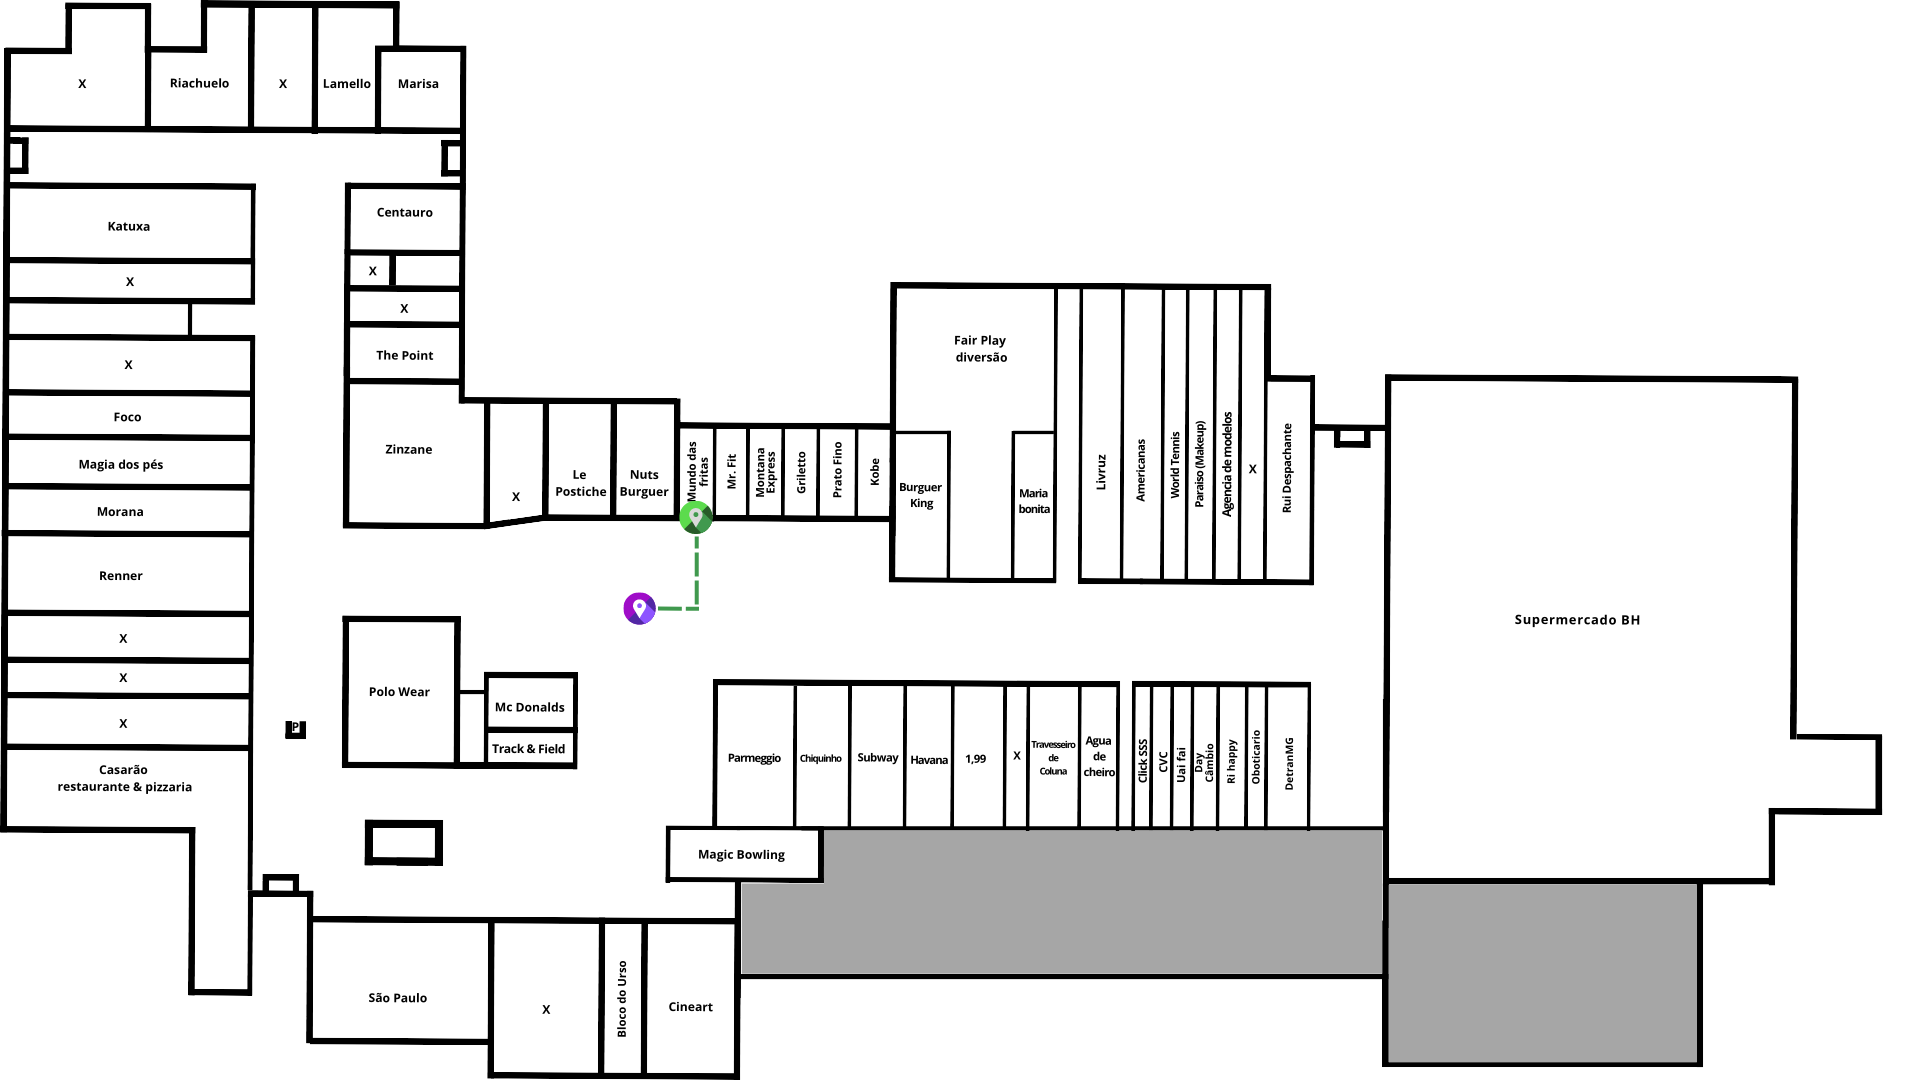 X
Riachuelo
X
Lamello
Marisa
Katuxa
X
X
Foco
Magia dos pés
Morana
Renner
X
X
X
Casarão
restaurante & pizzaria
Centauro
X
X
The Point
Zinzane
X
Le
Postiche
Nuts
Burguer
Mundo das
fritas
Mr. Fit
Montana
Express
Griletto
Prato Fino
Kobe
Fair Play
diversão
Burguer
King
Maria
bonita
Livruz
Americanas
World Tennis
Paraiso (Makeup)
Agencia de modelos
X
Rui Despachante
Supermercado BH
Polo Wear
Mc Donalds
Track & Field
P
Parmeggio
Chiquinho
Subway
Havana
1,99
X
Travesseiro
de
Coluna
Agua
de
cheiro
Click SSS
CVC
Uai fai
Day
Câmbio
Ri happy
Oboticario
DetranMG
Magic Bowling
São Paulo
X
Bloco do Urso
Cineart